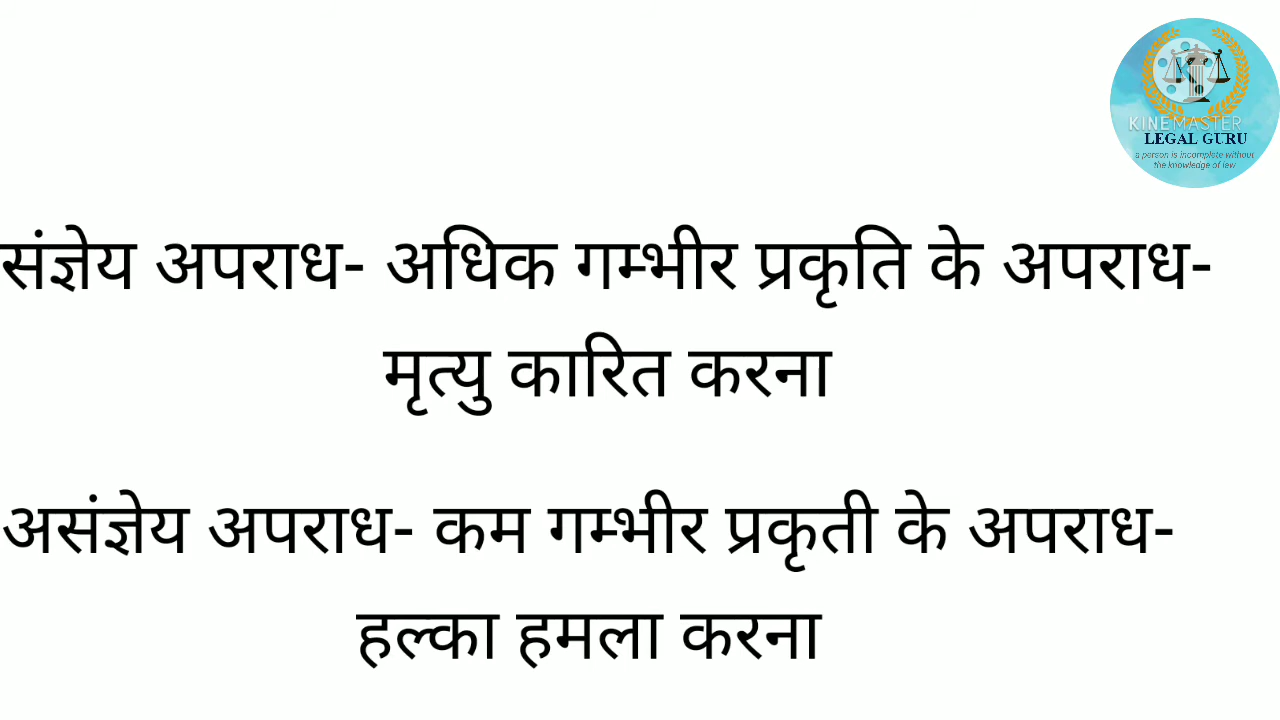 KINEMASTER
LEGAL GURU
a person is incomplete without
the knowledge of law
संज्ञेय अपराध- अधिक गम्भीर प्रकृति के अपराध-
मृत्यु कारित करना
असंज्ञेय अपराध- कम गम्भीर प्रकृती के अपराध-
हल्का हमला करना